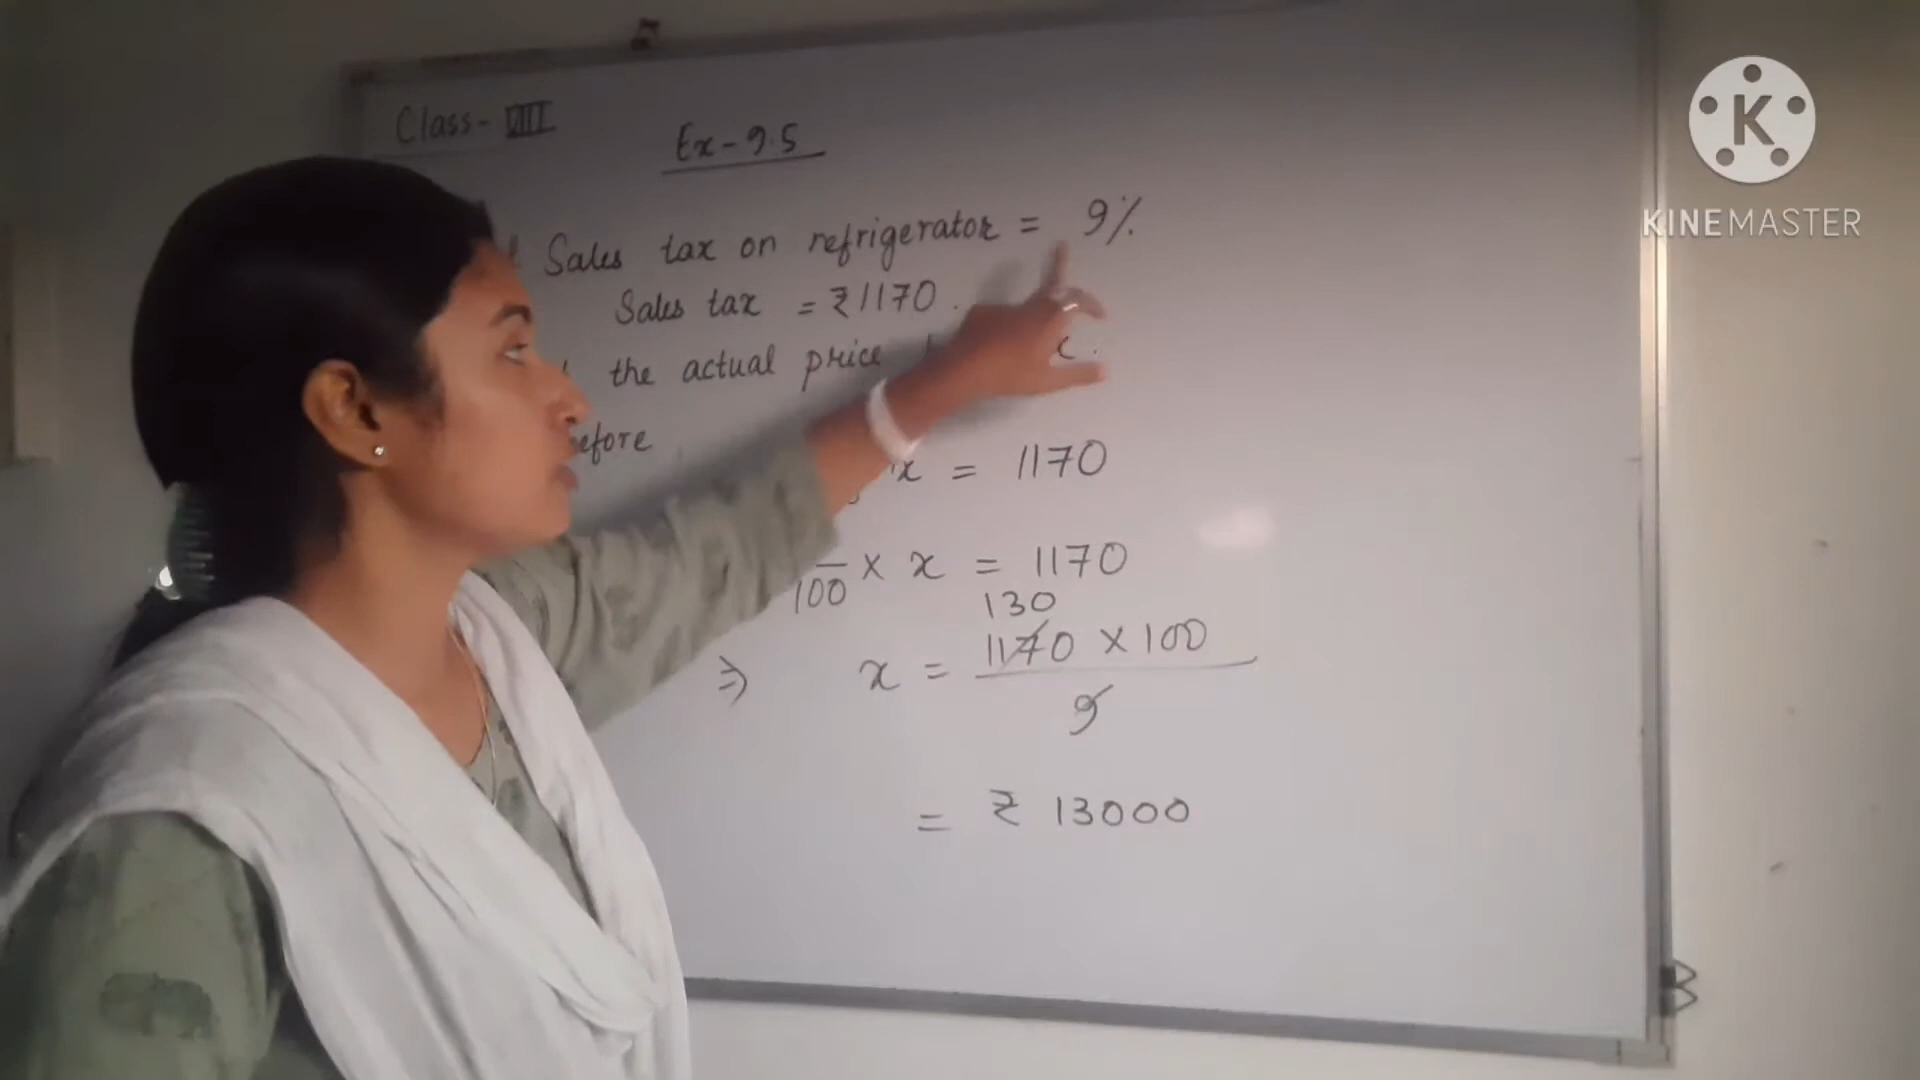 Class-VIII
Ex-9.5
Sales tax on refrigerator = 9%
Sales tax = ₹1170.
the actual price
x = 1170
100 × x = 1170
130
⇒ x = 1170 × 100
9
= ₹ 13000
K
KINEMASTER